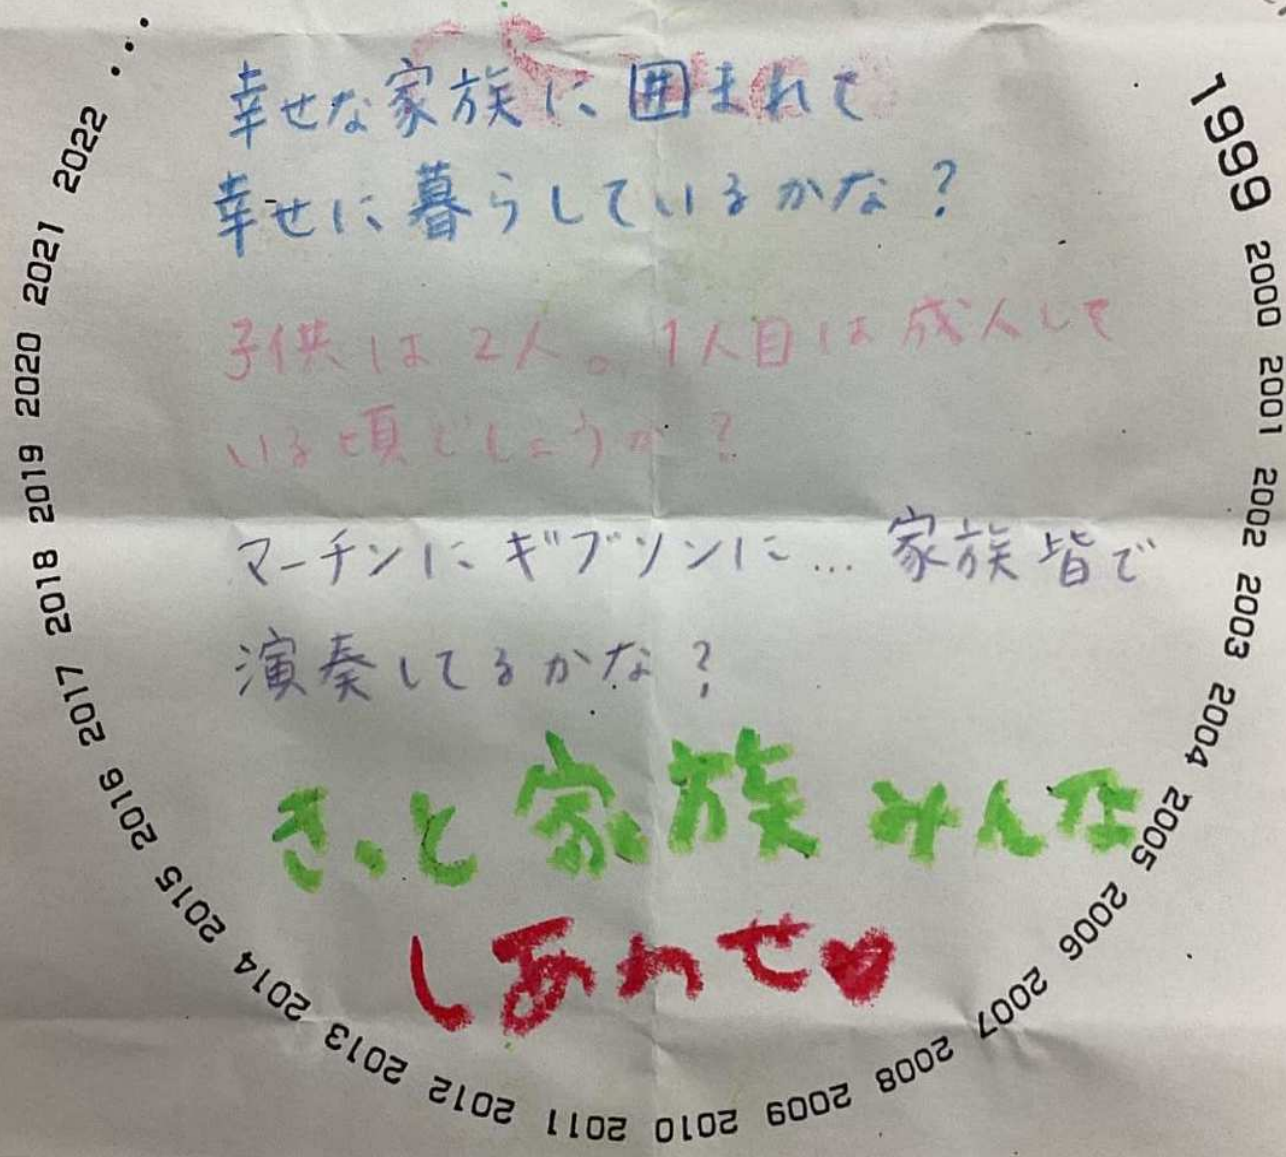 幸せな家族に囲まれて
幸せに暮らしているかな？
子供は2人。1人目は成人して
いる頃でしょうか？
マーチンにギブソンに… 家族皆で
演奏してるかな？
きっと家族みんな
しあわせ♥
1999 2000 2001 2002 2003 2004 2005 2006 2007 2008 2009 2010 2011 2012 2013 2014 2015 2016 2017 2018 2019 2020 2021 2022 ...